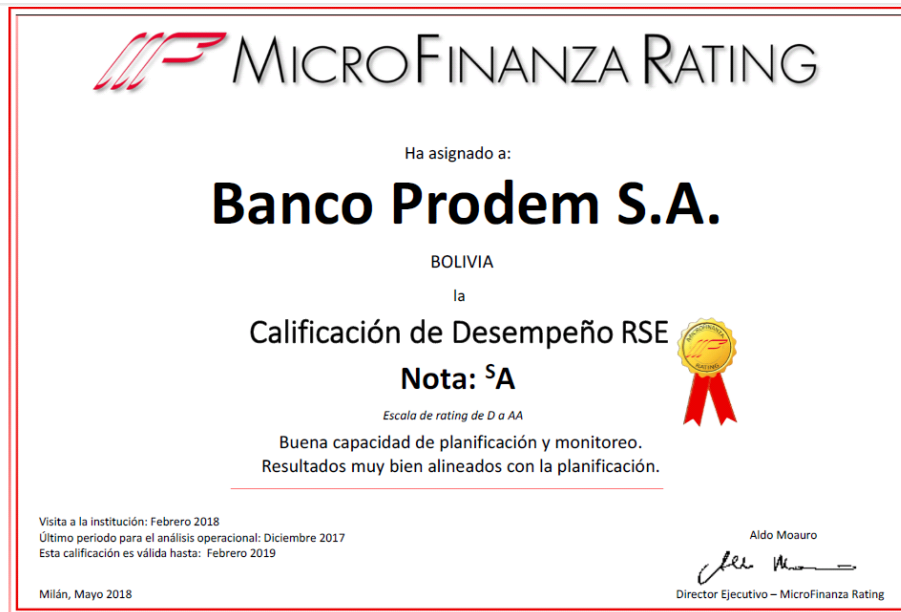 MICROFINANZA RATING
Ha asignado a:
Banco Prodem S.A.
BOLIVIA
la
Calificación de Desempeño RSE
MICROFINANZA
RATING
Nota: ᔆA
Escala de rating de D a AA
Buena capacidad de planificación y monitoreo.
Resultados muy bien alineados con la planificación.
Visita a la institución: Febrero 2018
Último periodo para el análisis operacional: Diciembre 2017
Esta calificación es válida hasta: Febrero 2019
Aldo Moauro
Milán, Mayo 2018
Director Ejecutivo – MicroFinanza Rating